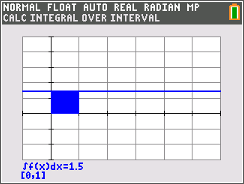 NORMAL FLOAT AUTO REAL RADIAN MP
CALC INTEGRAL OVER INTERVAL
∫f(x)dx=1.5
[0,1]